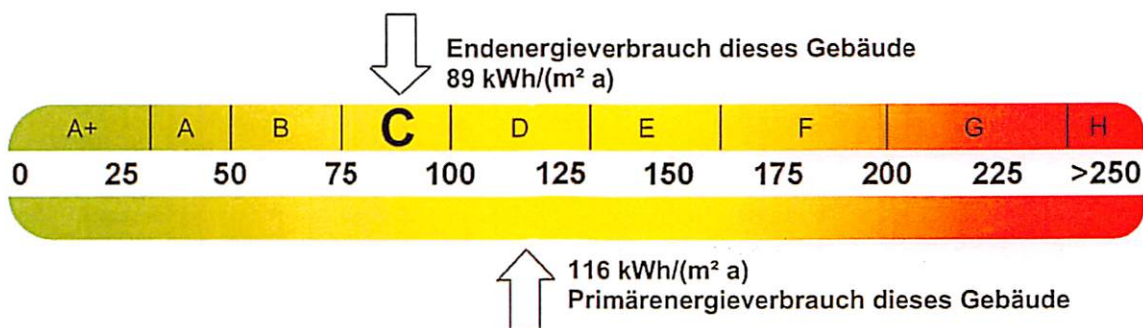 Endenergieverbrauch dieses Gebäude
89 kWh/(m² a)
A+ A B C D E F G H
0 25 50 75 100 125 150 175 200 225 >250
116 kWh/(m² a)
Primärenergieverbrauch dieses Gebäude